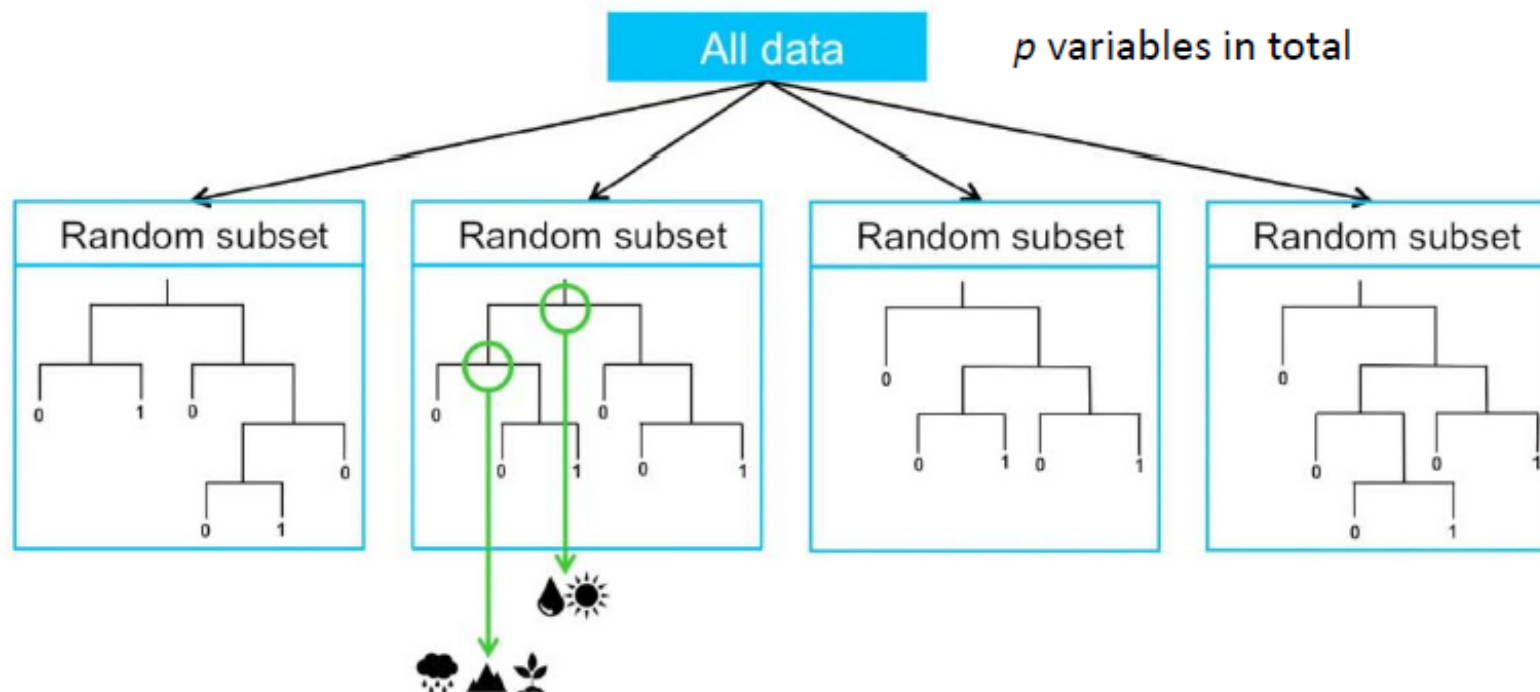 All data
p variables in total
Random subset
Random subset
Random subset
Random subset
0 1 0 0 0 1
0 0 1 0 0 1
0 0 1 0 1
0 0 0 1 0 1